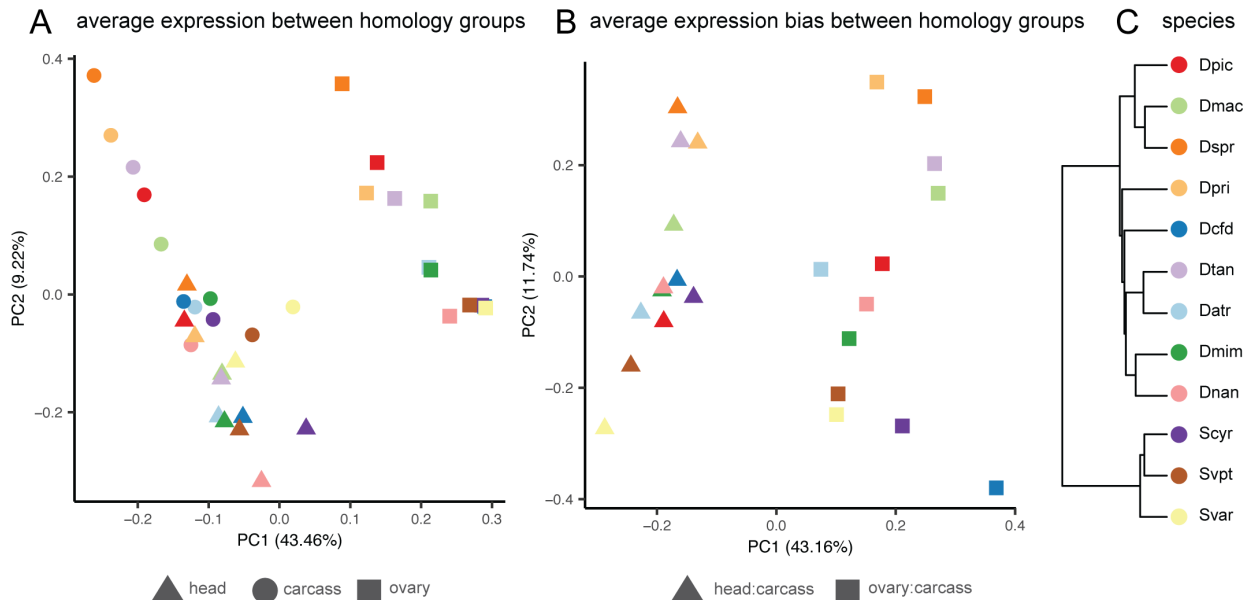 A average expression between homology groups
PC2 (9.22%)
0.4
0.2
0.0
−0.2
−0.2
−0.1
0.0
0.1
0.2
0.3
PC1 (43.46%)
head
carcass
ovary
B average expression bias between homology groups
PC2 (11.74%)
0.2
0.0
−0.2
−0.4
−0.2
0.0
0.2
0.4
PC1 (43.16%)
head:carcass
ovary:carcass
C species
Dpic
Dmac
Dspr
Dpri
Dcfd
Dtan
Datr
Dmim
Dnan
Scyr
Svpt
Svar